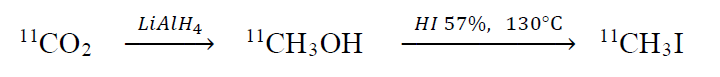 ¹¹CO₂ —LiAlH₄→ ¹¹CH₃OH —HI 57%, 130°C→ ¹¹CH₃I